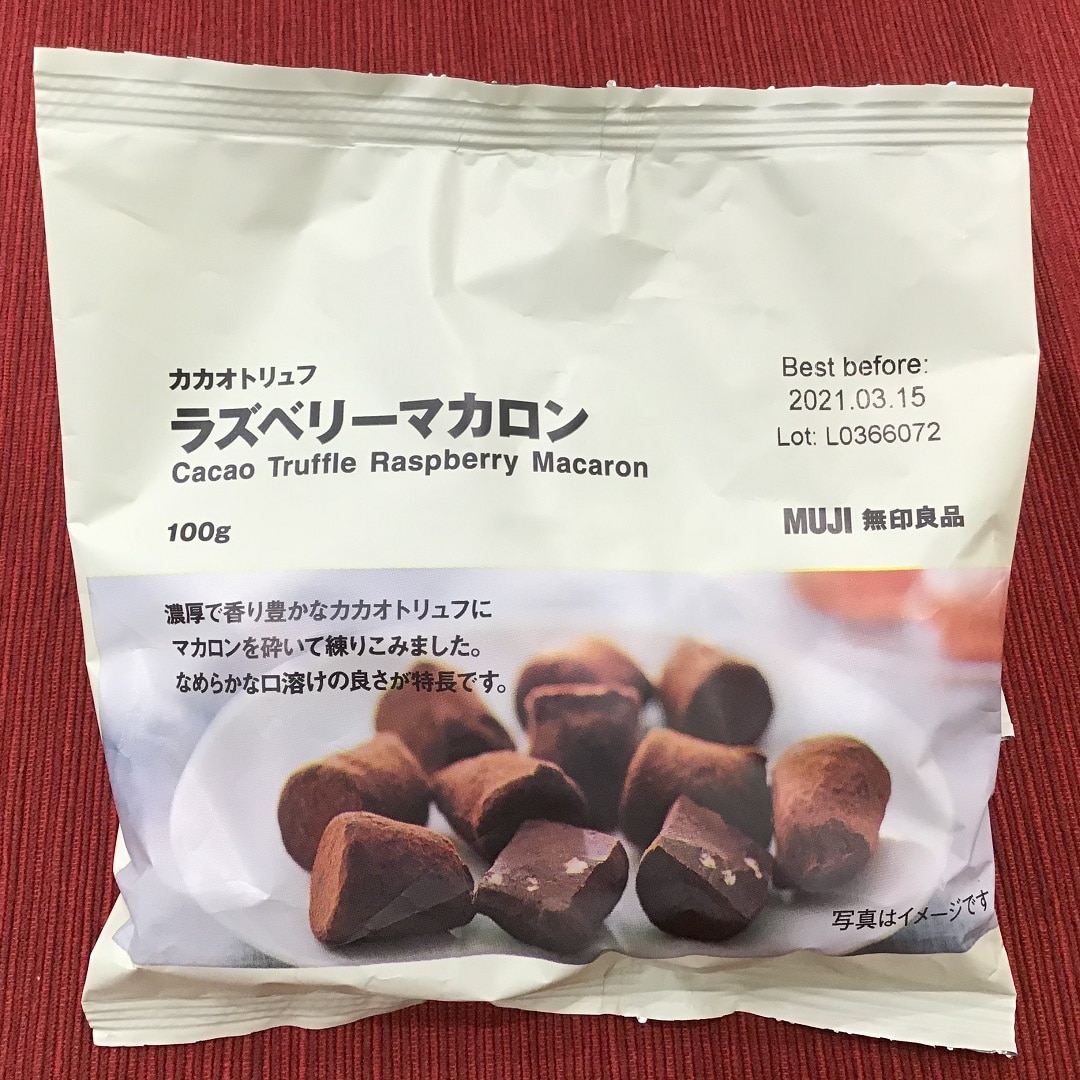 カカオトリュフ
ラズベリーマカロン
Cacao Truffle Raspberry Macaron
100g
Best before:
2021.03.15
Lot: L0366072
MUJI 無印良品
濃厚で香り豊かなカカオトリュフに
マカロンを砕いて練りこみました。
なめらかな口溶けの良さが特長です。
写真はイメージです